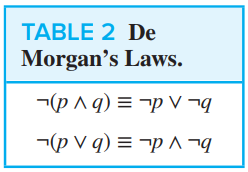 TABLE 2 De
Morgan's Laws.
¬(p ∧ q) ≡ ¬p ∨ ¬q
¬(p ∨ q) ≡ ¬p ∧ ¬q